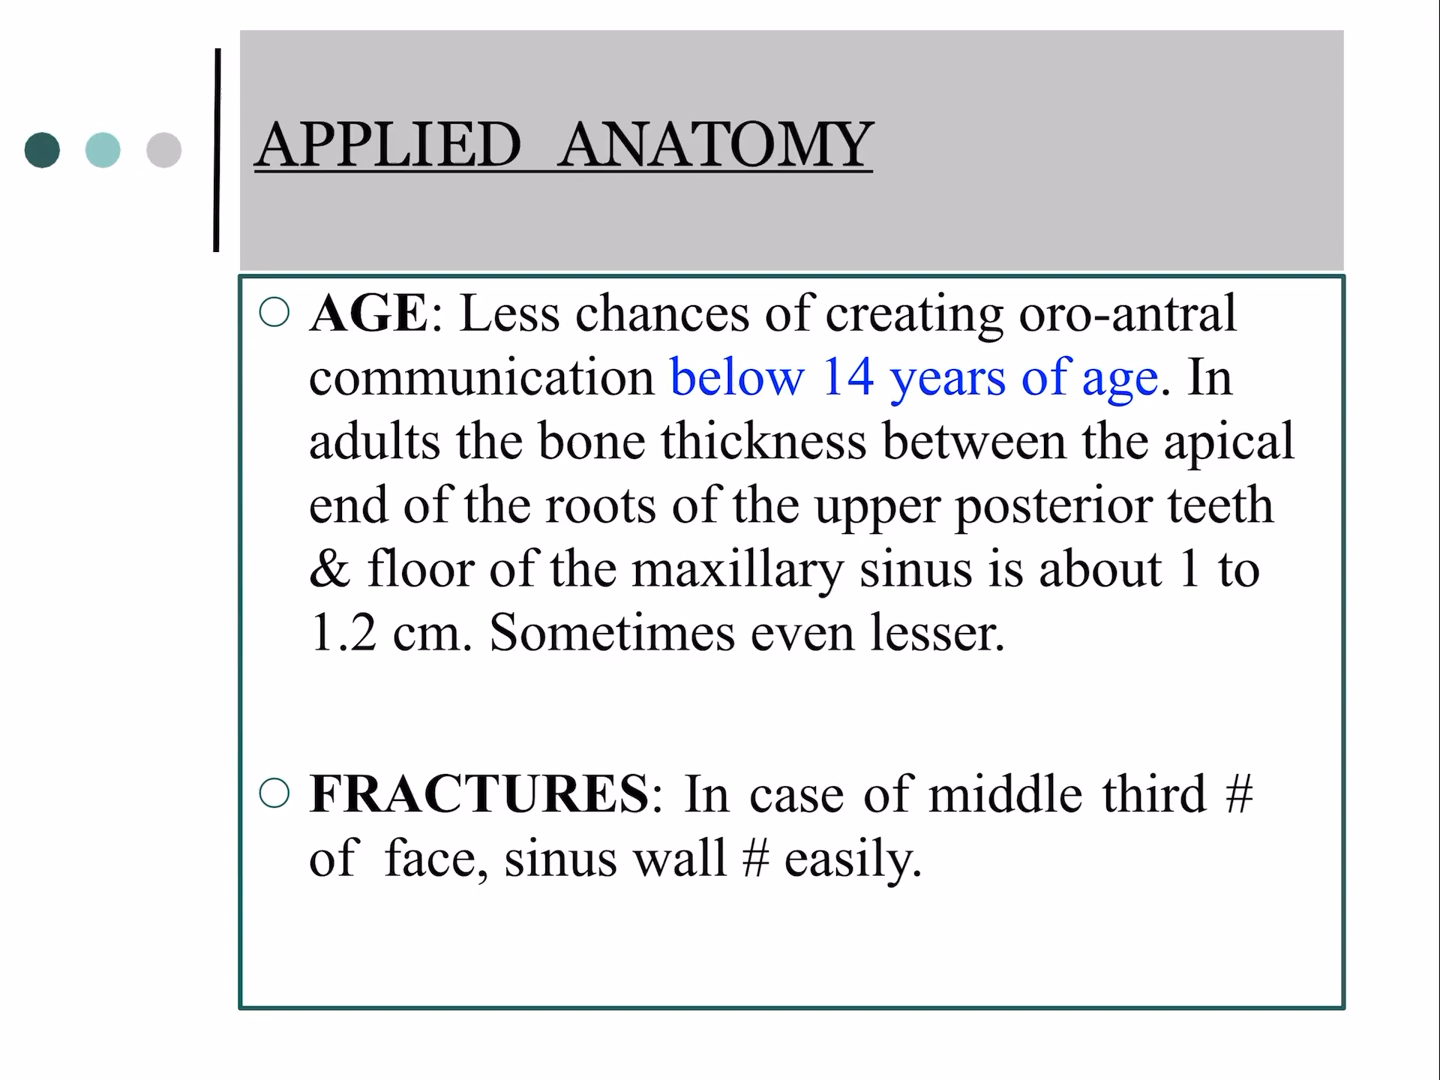 APPLIED ANATOMY
AGE: Less chances of creating oro-antral
communication below 14 years of age. In
adults the bone thickness between the apical
end of the roots of the upper posterior teeth
& floor of the maxillary sinus is about 1 to
1.2 cm. Sometimes even lesser.
FRACTURES: In case of middle third #
of face, sinus wall # easily.